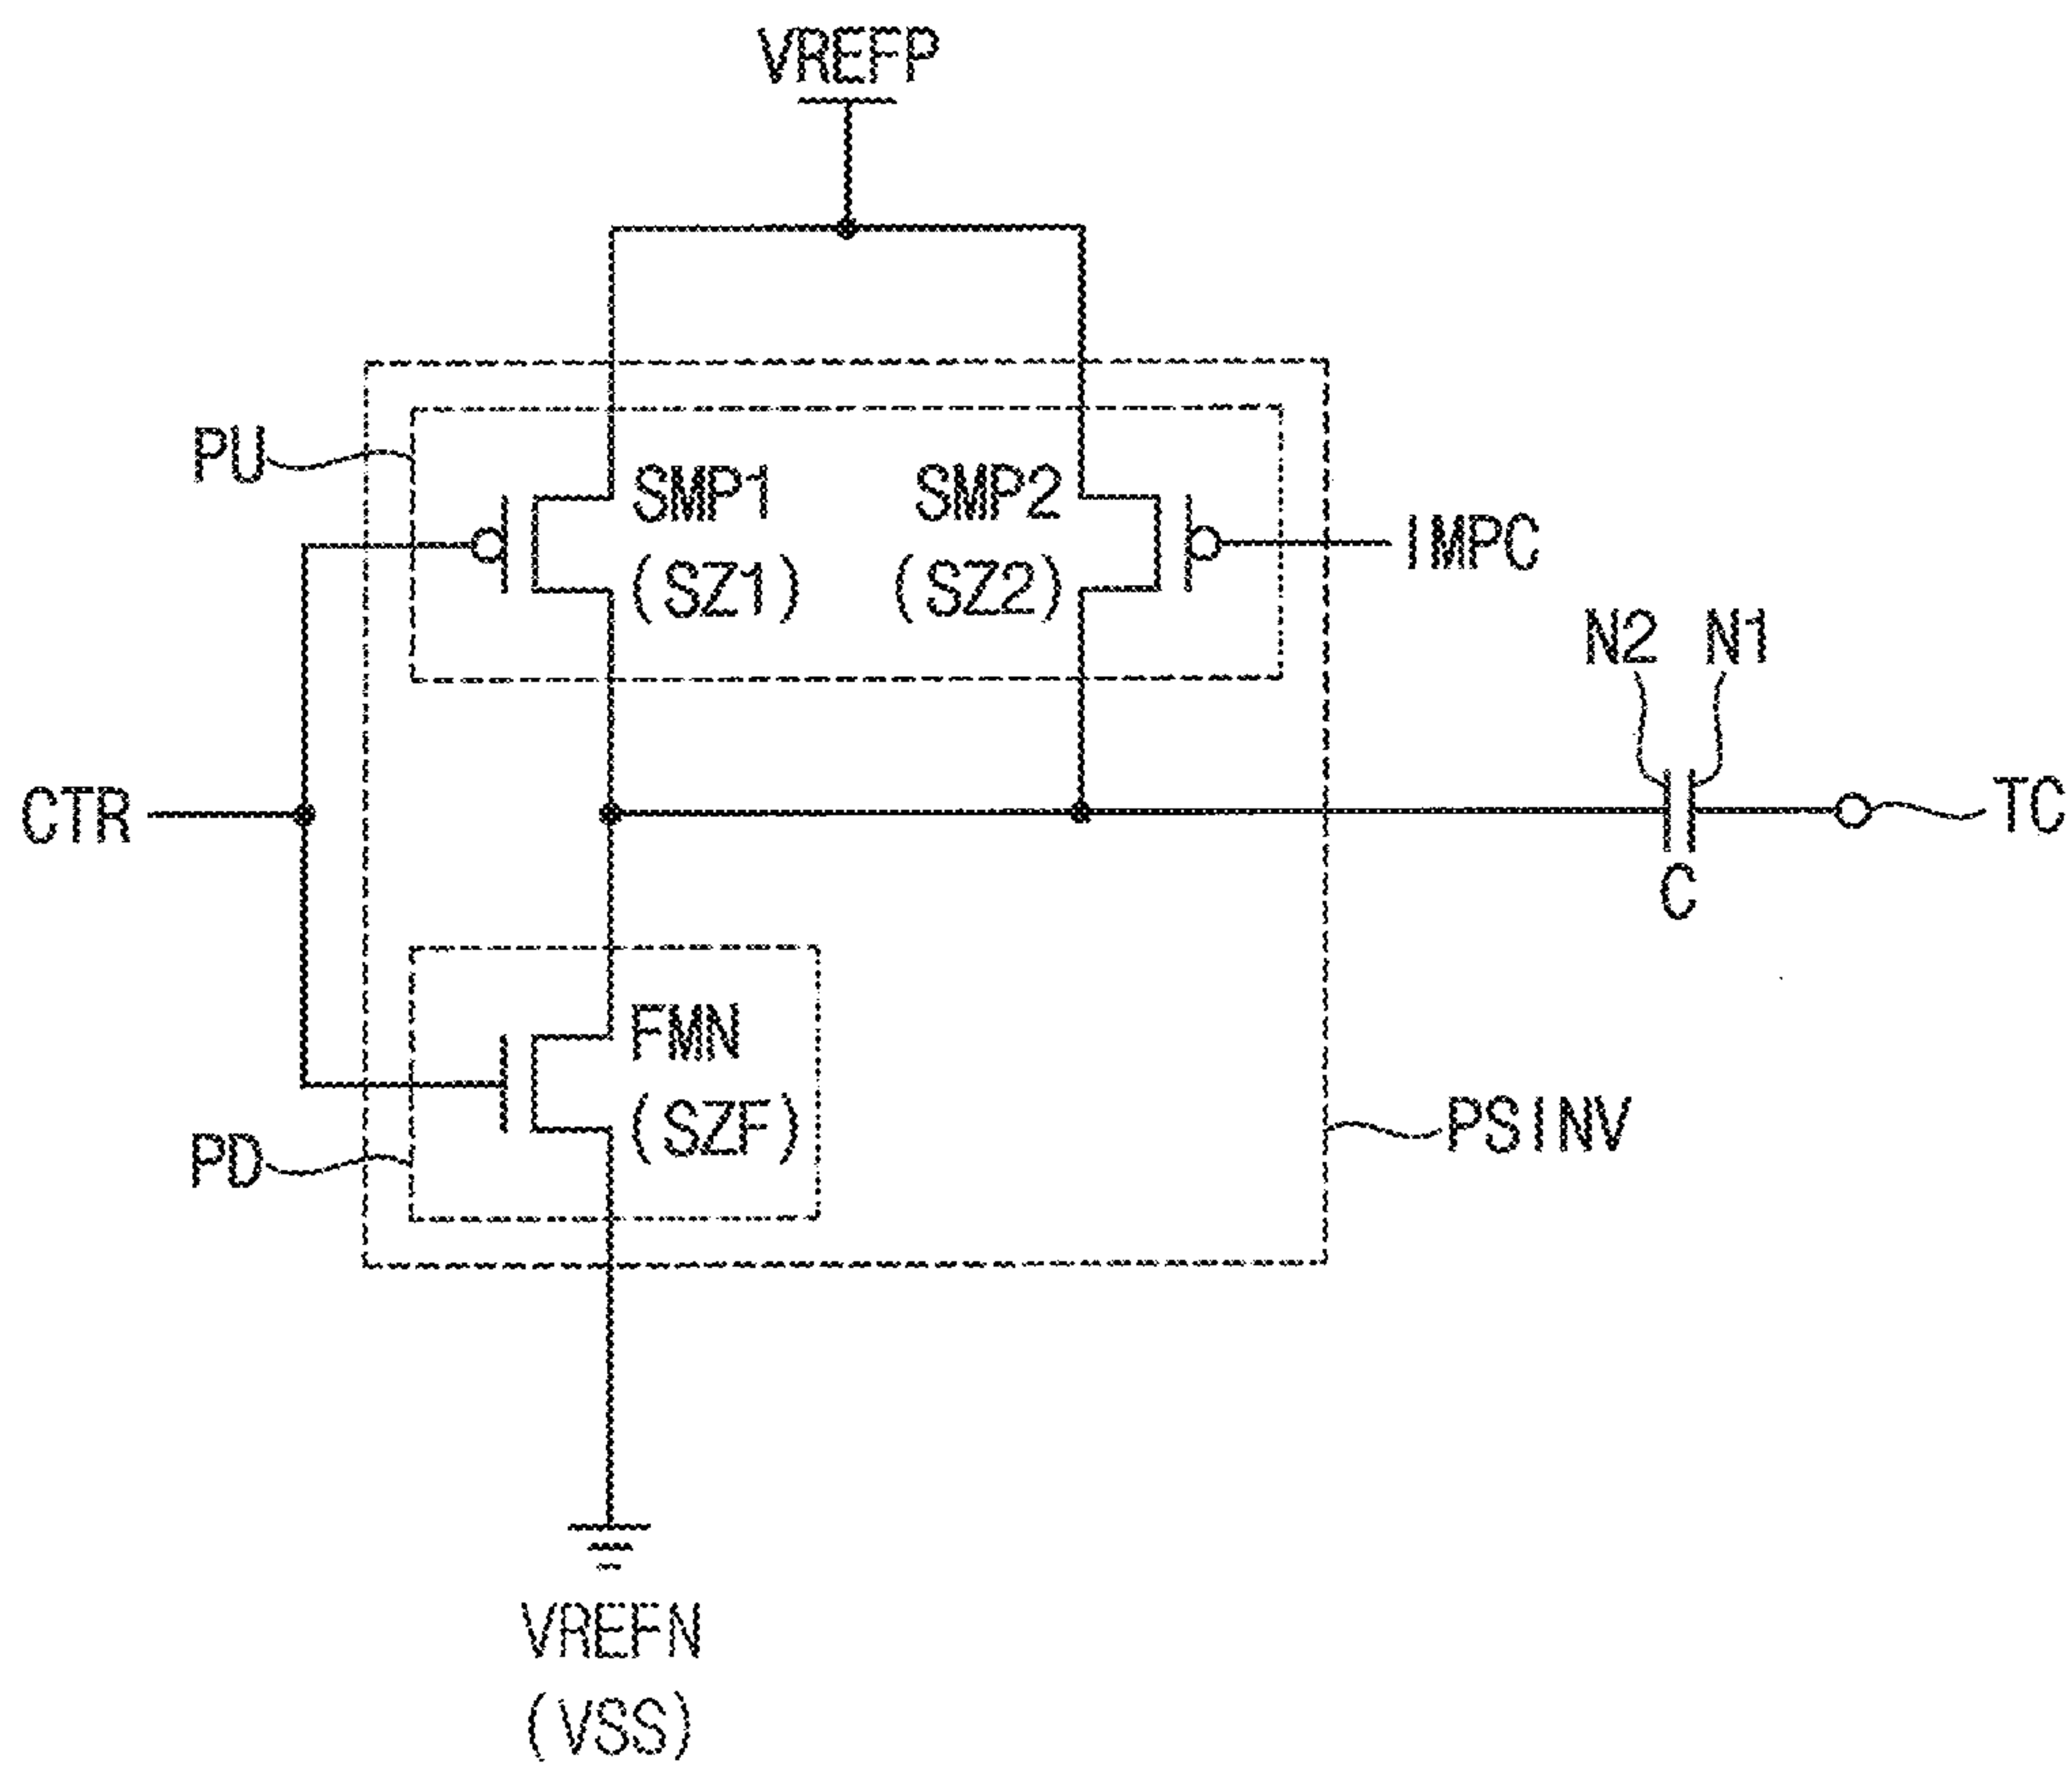 VREFP
PU
SMP1
(SZ1)
SMP2
(SZ2)
IMPC
N2
N1
CTR
TC
C
FMN
(SZF)
PD
PSINV
VREFN
(VSS)